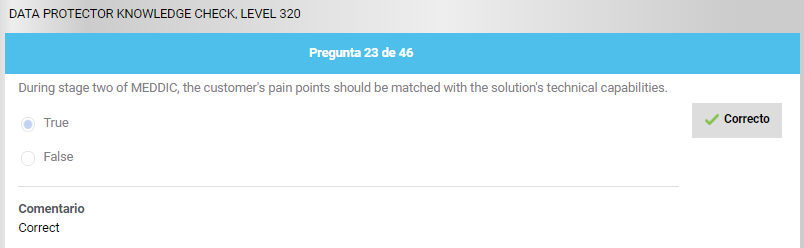 DATA PROTECTOR KNOWLEDGE CHECK, LEVEL 320
Pregunta 23 de 46
During stage two of MEDDIC, the customer's pain points should be matched with the solution's technical capabilities.
True
Correcto
False
Comentario
Correct